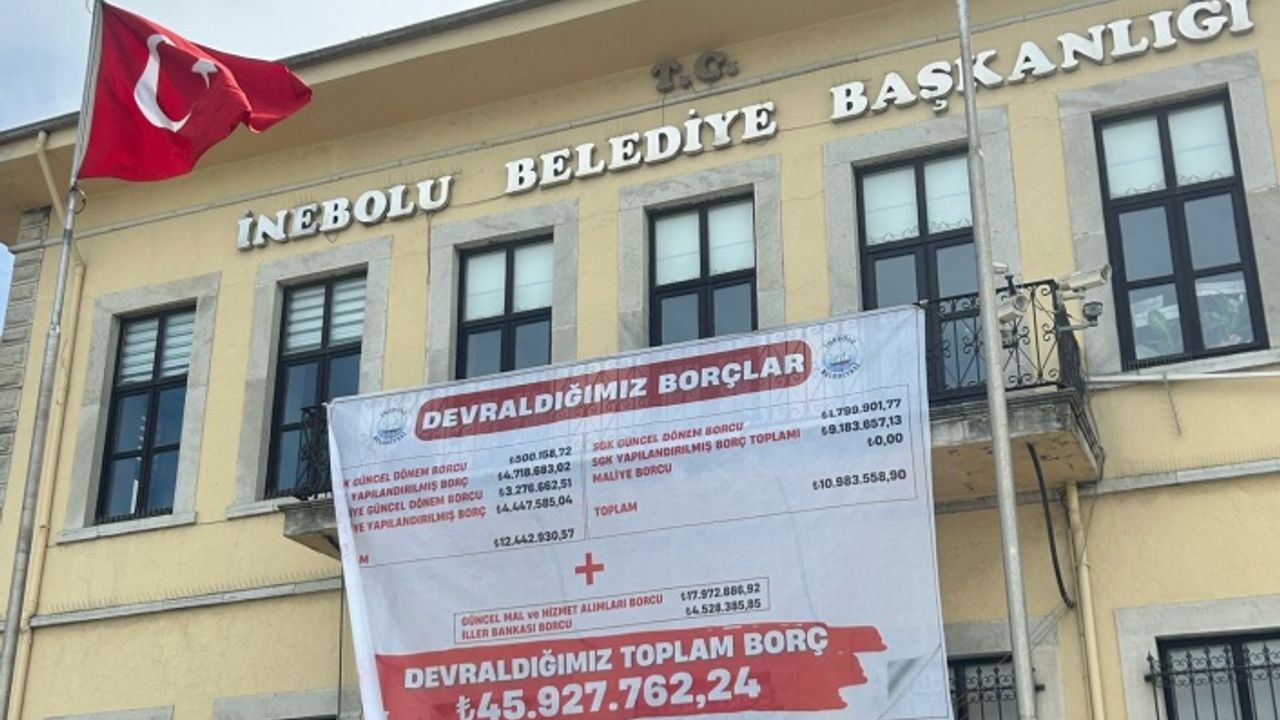 T.C.
İNEBOLU BELEDİYE BAŞKANLIĞI
DEVRALDIĞIMIZ BORÇLAR
İNEBOLU BELEDİYESİ
K GÜNCEL DÖNEM BORCU ₺500.158,72
YAPILANDIRILMIŞ BORÇ ₺4.718.683,02
İYE GÜNCEL DÖNEM BORCU ₺3.276.662,51
YE YAPILANDIRILMIŞ BORÇ ₺4.447.585,04
M ₺12.442.930,57
SGK GÜNCEL DÖNEM BORCU ₺1.799.901,77
SGK YAPILANDIRILMIŞ BORÇ TOPLAMI ₺9.183.657,13
MALİYE BORCU ₺0,00
TOPLAM ₺10.983.558,90
+
GÜNCEL MAL ve HİZMET ALIMLARI BORCU ₺17.972.886,92
İLLER BANKASI BORCU ₺4.528.385,85
DEVRALDIĞIMIZ TOPLAM BORÇ
₺45.927.762,24